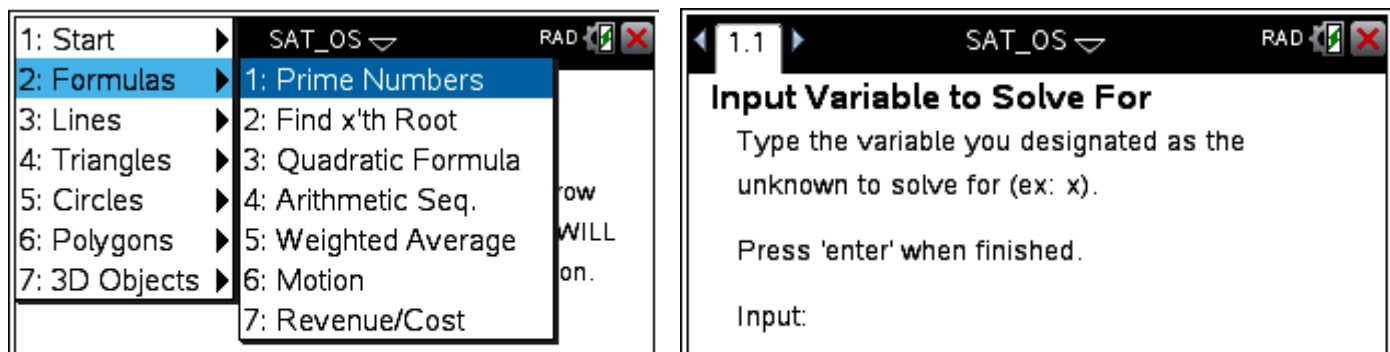 1: Start
2: Formulas
3: Lines
4: Triangles
5: Circles
6: Polygons
7: 3D Objects
SAT_OS RAD
1: Prime Numbers
2: Find x'th Root
3: Quadratic Formula
4: Arithmetic Seq.
5: Weighted Average
6: Motion
7: Revenue/Cost
row
WILL
on.
1.1 SAT_OS RAD
Input Variable to Solve For
Type the variable you designated as the
unknown to solve for (ex: x).
Press 'enter' when finished.
Input: